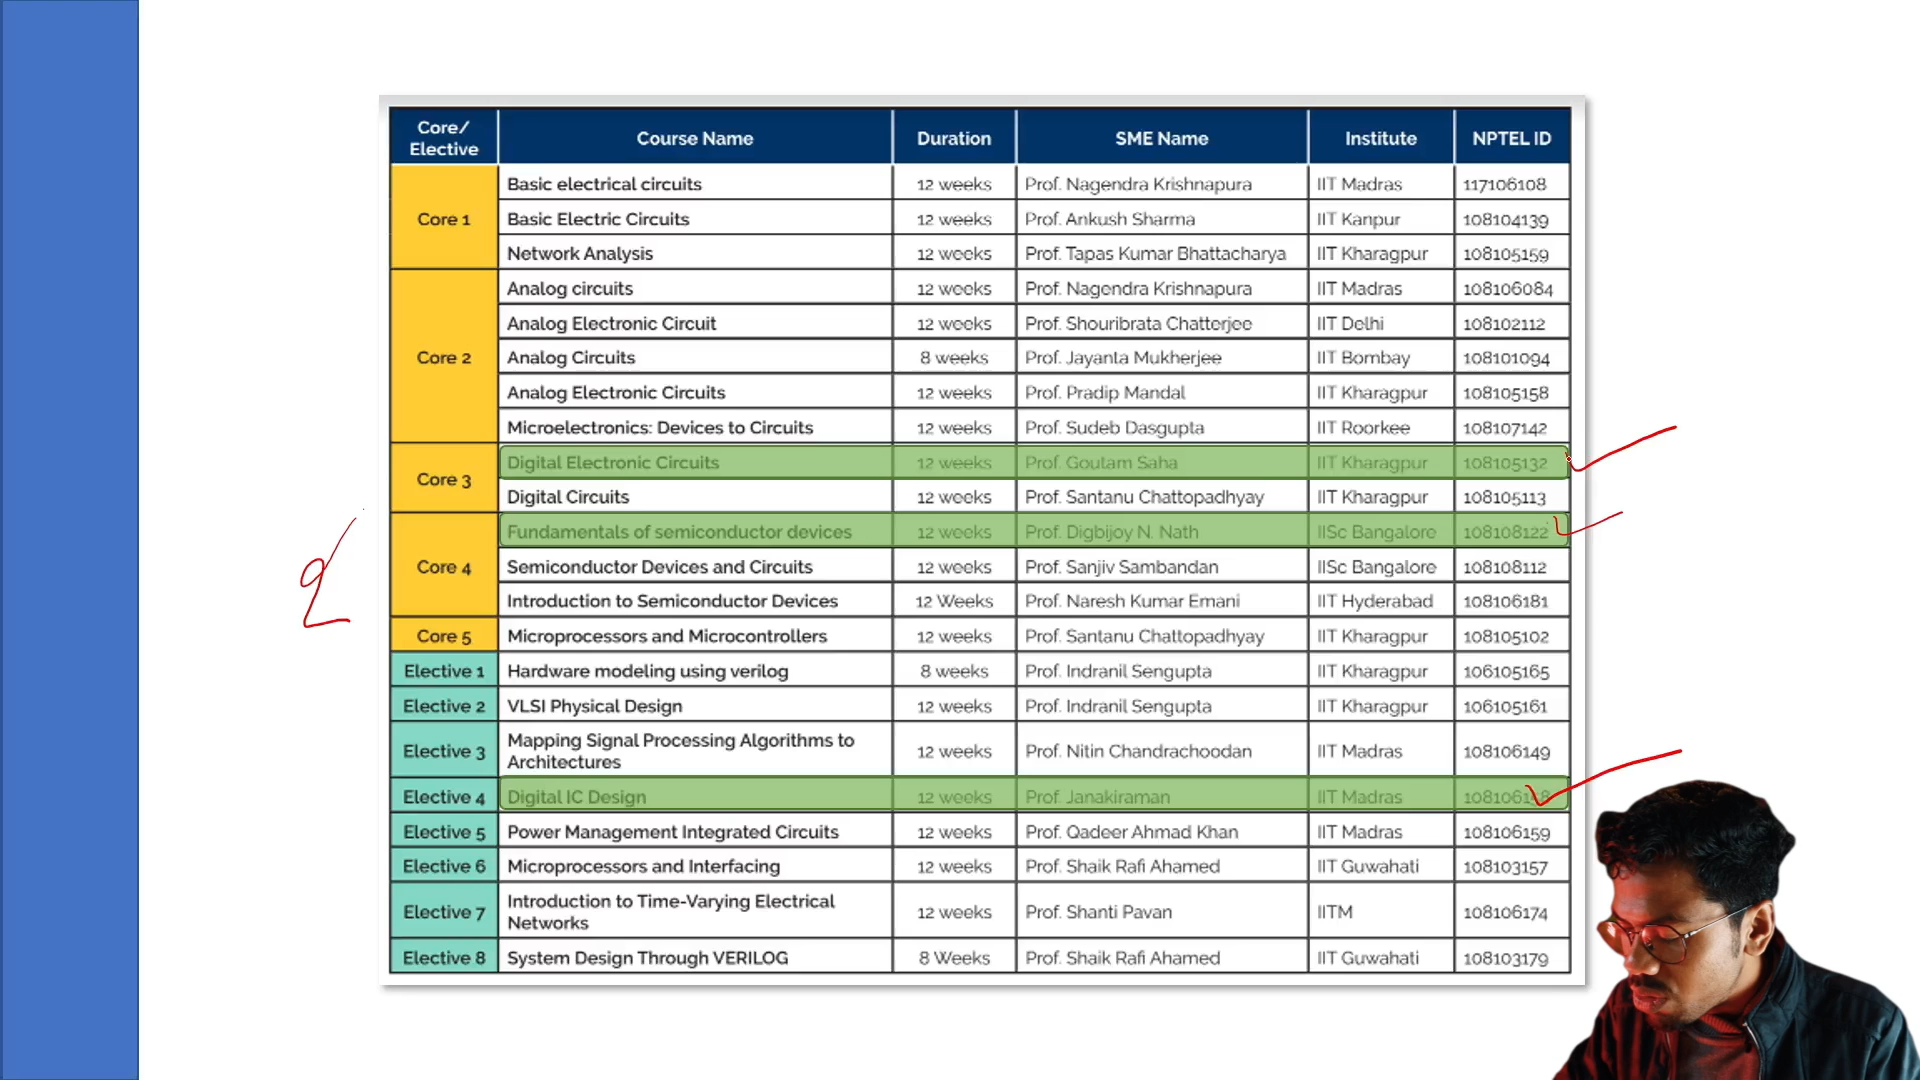 Core/ Elective | Course Name | Duration | SME Name | Institute | NPTEL ID
Core 1 | Basic electrical circuits | 12 weeks | Prof. Nagendra Krishnapura | IIT Madras | 117106108
Basic Electric Circuits | 12 weeks | Prof. Ankush Sharma | IIT Kanpur | 108104139
Network Analysis | 12 weeks | Prof. Tapas Kumar Bhattacharya | IIT Kharagpur | 108105159
Core 2 | Analog circuits | 12 weeks | Prof. Nagendra Krishnapura | IIT Madras | 108106084
Analog Electronic Circuit | 12 weeks | Prof. Shouribrata Chatterjee | IIT Delhi | 108102112
Analog Circuits | 8 weeks | Prof. Jayanta Mukherjee | IIT Bombay | 108101094
Analog Electronic Circuits | 12 weeks | Prof. Pradip Mandal | IIT Kharagpur | 108105158
Microelectronics: Devices to Circuits | 12 weeks | Prof. Sudeb Dasgupta | IIT Roorkee | 108107142
Core 3 | Digital Electronic Circuits | 12 weeks | Prof. Goutam Saha | IIT Kharagpur | 108105132
Digital Circuits | 12 weeks | Prof. Santanu Chattopadhyay | IIT Kharagpur | 108105113
Core 4 | Fundamentals of semiconductor devices | 12 weeks | Prof. Digbijoy N. Nath | IISc Bangalore | 108108122
Semiconductor Devices and Circuits | 12 weeks | Prof. Sanjiv Sambandan | IISc Bangalore | 108108112
Introduction to Semiconductor Devices | 12 Weeks | Prof. Naresh Kumar Emani | IIT Hyderabad | 108106181
Core 5 | Microprocessors and Microcontrollers | 12 weeks | Prof. Santanu Chattopadhyay | IIT Kharagpur | 108105102
Elective 1 | Hardware modeling using verilog | 8 weeks | Prof. Indranil Sengupta | IIT Kharagpur | 106105165
Elective 2 | VLSI Physical Design | 12 weeks | Prof. Indranil Sengupta | IIT Kharagpur | 106105161
Elective 3 | Mapping Signal Processing Algorithms to Architectures | 12 weeks | Prof. Nitin Chandrachoodan | IIT Madras | 108106149
Elective 4 | Digital IC Design | 12 weeks | Prof. Janakiraman | IIT Madras
Elective 5 | Power Management Integrated Circuits | 12 weeks | Prof. Qadeer Ahmad Khan | IIT Madras | 108106159
Elective 6 | Microprocessors and Interfacing | 12 weeks | Prof. Shaik Rafi Ahamed | IIT Guwahati | 108103157
Elective 7 | Introduction to Time-Varying Electrical Networks | 12 weeks | Prof. Shanti Pavan | IITM | 108106174
Elective 8 | System Design Through VERILOG | 8 Weeks | Prof. Shaik Rafi Ahamed | IIT Guwahati | 108103179